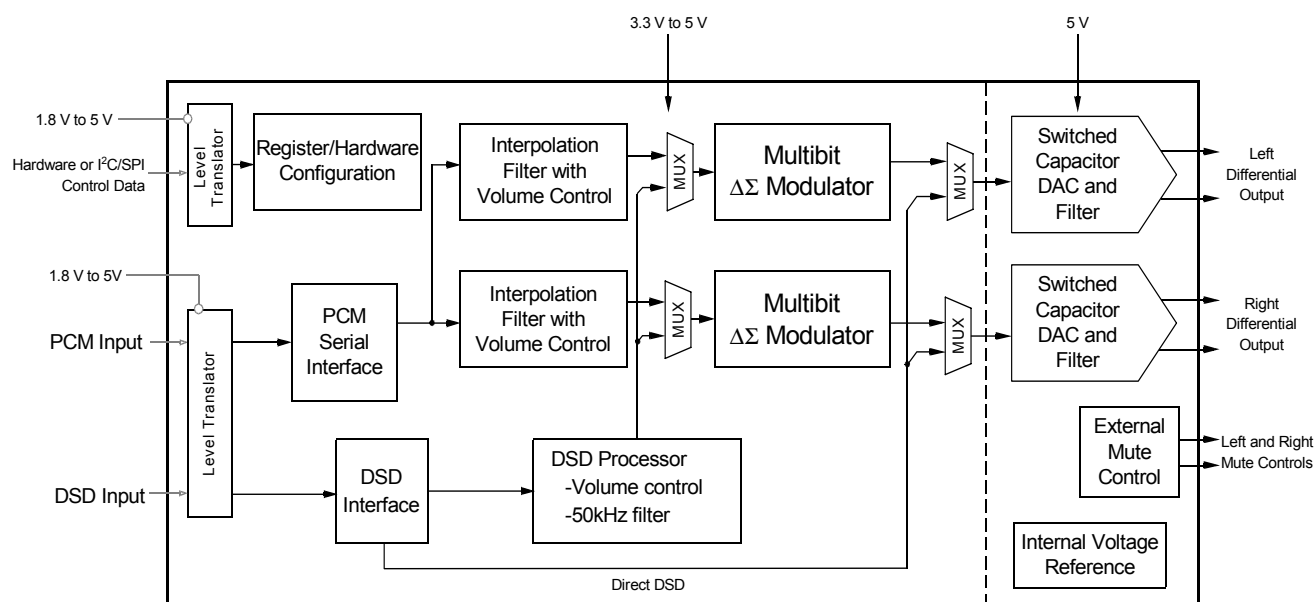 3.3 V to 5 V
5 V
1.8 V to 5 V
Hardware or I²C/SPI
Control Data
Level
Translator
Register/Hardware
Configuration
Interpolation
Filter with
Volume Control
MUX
Multibit
ΔΣ Modulator
MUX
Switched
Capacitor
DAC and
Filter
Left
Differential
Output
1.8 V to 5V
PCM Input
Level Translator
PCM
Serial
Interface
Interpolation
Filter with
Volume Control
MUX
Multibit
ΔΣ Modulator
MUX
Switched
Capacitor
DAC and
Filter
Right
Differential
Output
DSD Input
DSD
Interface
DSD Processor
-Volume control
-50kHz filter
External
Mute
Control
Left and Right
Mute Controls
Internal Voltage
Reference
Direct DSD